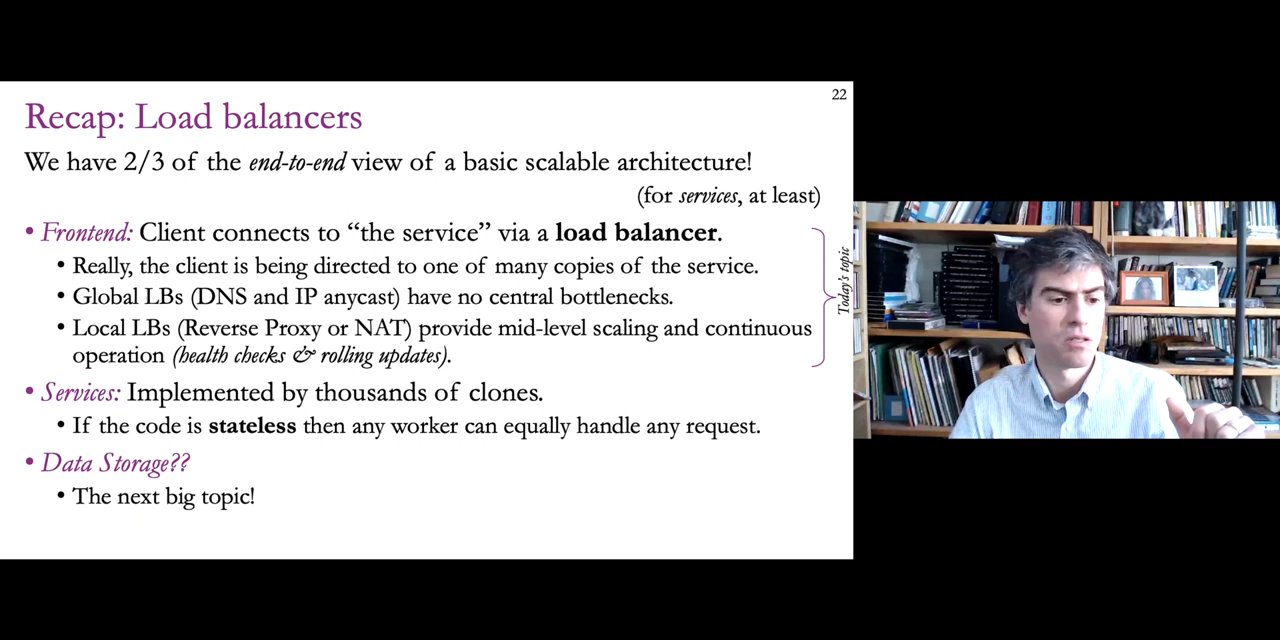 22
Recap: Load balancers
We have 2/3 of the end-to-end view of a basic scalable architecture!
(for services, at least)
• Frontend: Client connects to “the service” via a load balancer.
• Really, the client is being directed to one of many copies of the service.
• Global LBs (DNS and IP anycast) have no central bottlenecks.
• Local LBs (Reverse Proxy or NAT) provide mid-level scaling and continuous
operation (health checks & rolling updates).
Today's topic
• Services: Implemented by thousands of clones.
• If the code is stateless then any worker can equally handle any request.
• Data Storage??
• The next big topic!